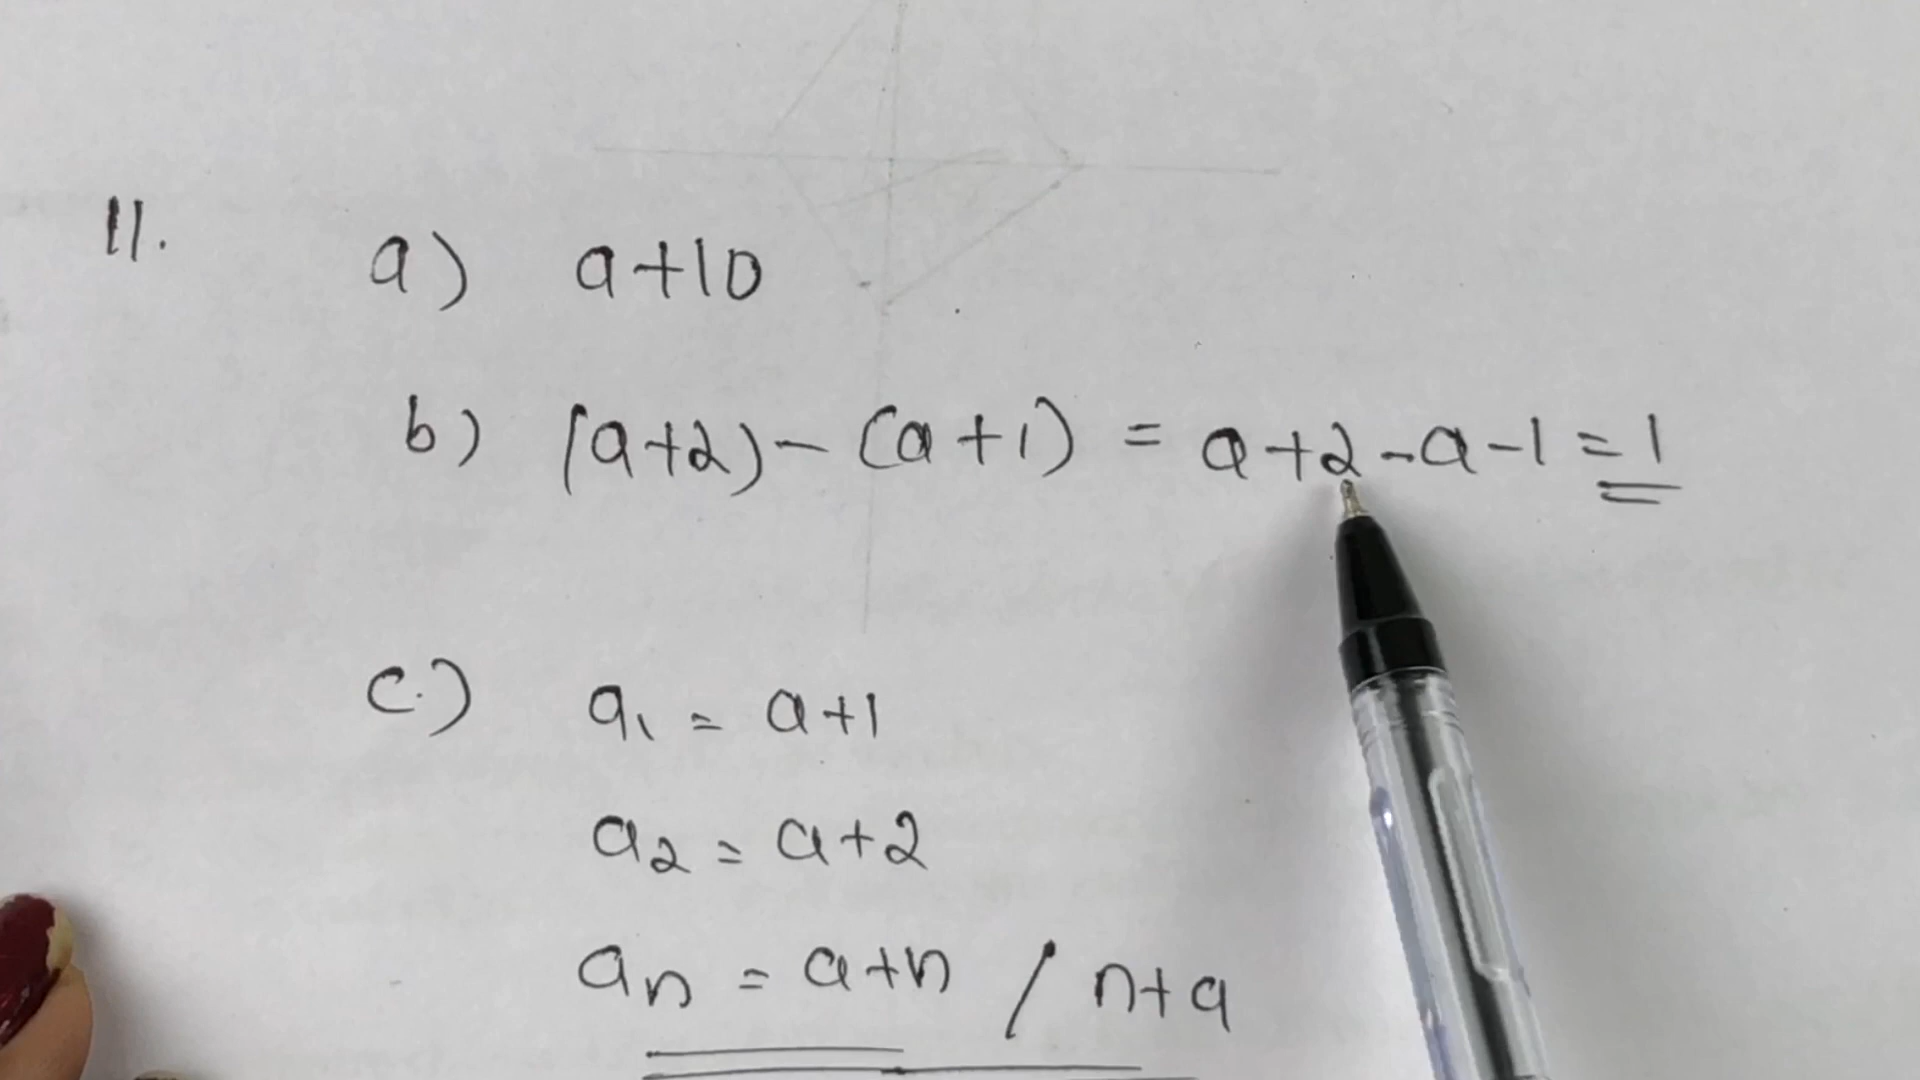 11. a) a+10
b) (a+2)-(a+1) = a+2-a-1 = 1
c.) a₁ = a+1
a₂ = a+2
aₙ = a+n / n+a